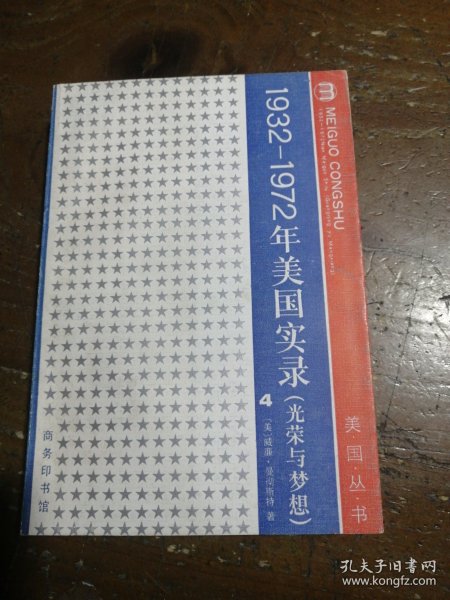 MEIGUO CONGSHU
美·国·丛·书
1932-1972年美国实录(光荣与梦想)
4
〔美〕威廉·曼彻斯特 著
商务印书馆
孔夫子旧书网
www.kongfz.com